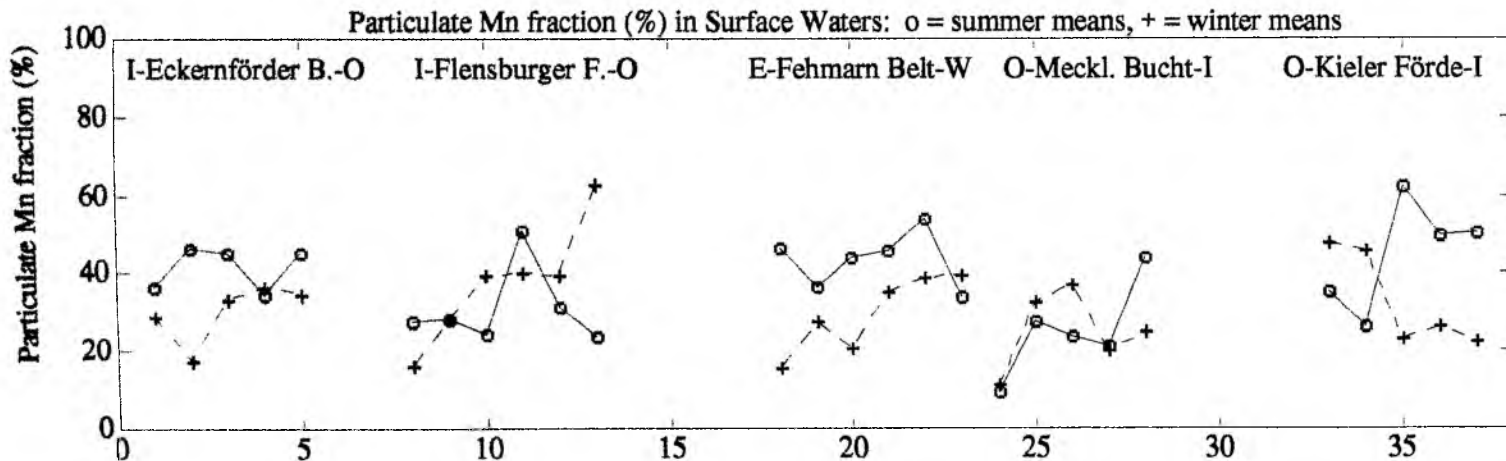 Particulate Mn fraction (%) in Surface Waters: o = summer means, + = winter means
Particulate Mn fraction (%)
100
80
60
40
20
0
I-Eckernförder B.-O I-Flensburger F.-O E-Fehmarn Belt-W O-Meckl. Bucht-I O-Kieler Förde-I
0 5 10 15 20 25 30 35